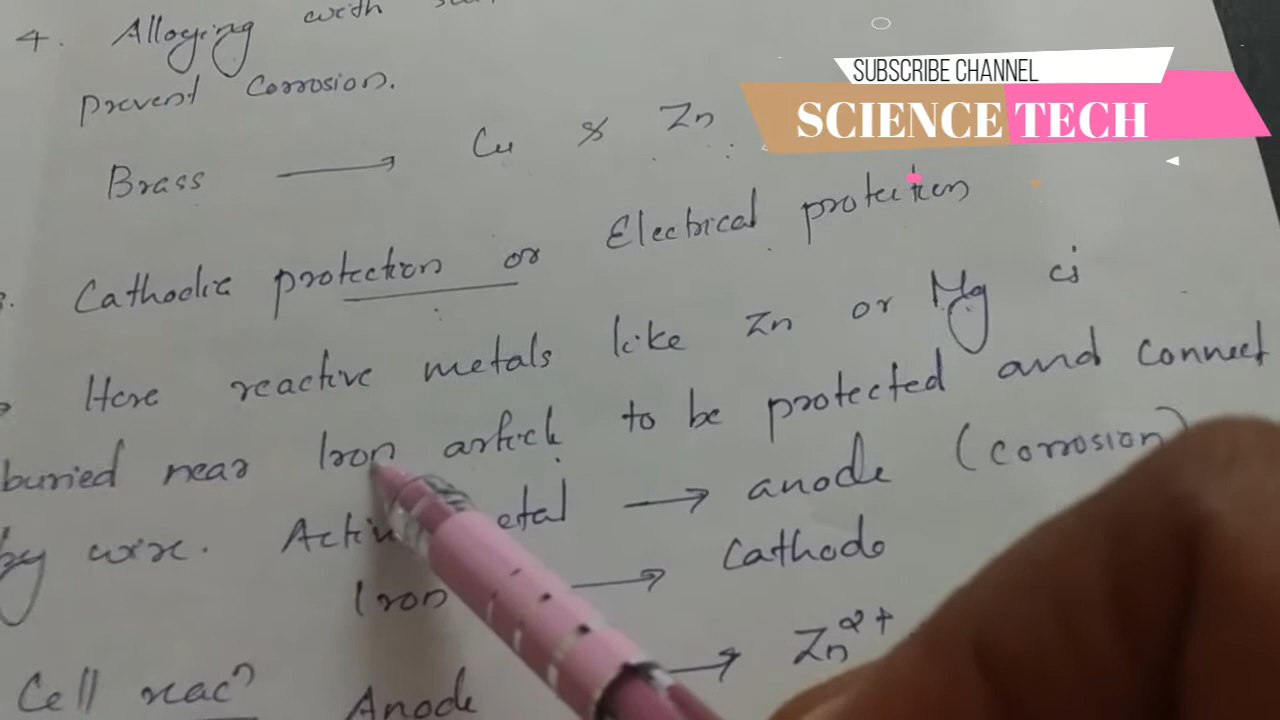 4. Alloying with
prevent Corrosion.
SUBSCRIBE CHANNEL
SCIENCE TECH
Brass → Cu & Zn
Cathodic protection or Electrical protection
Here reactive metals like Zn or Mg is
buried near Iron article to be protected and connect
by wire. Active metal → anode (corrosion)
Iron → cathode
Cell reacn Anode → Zn2+